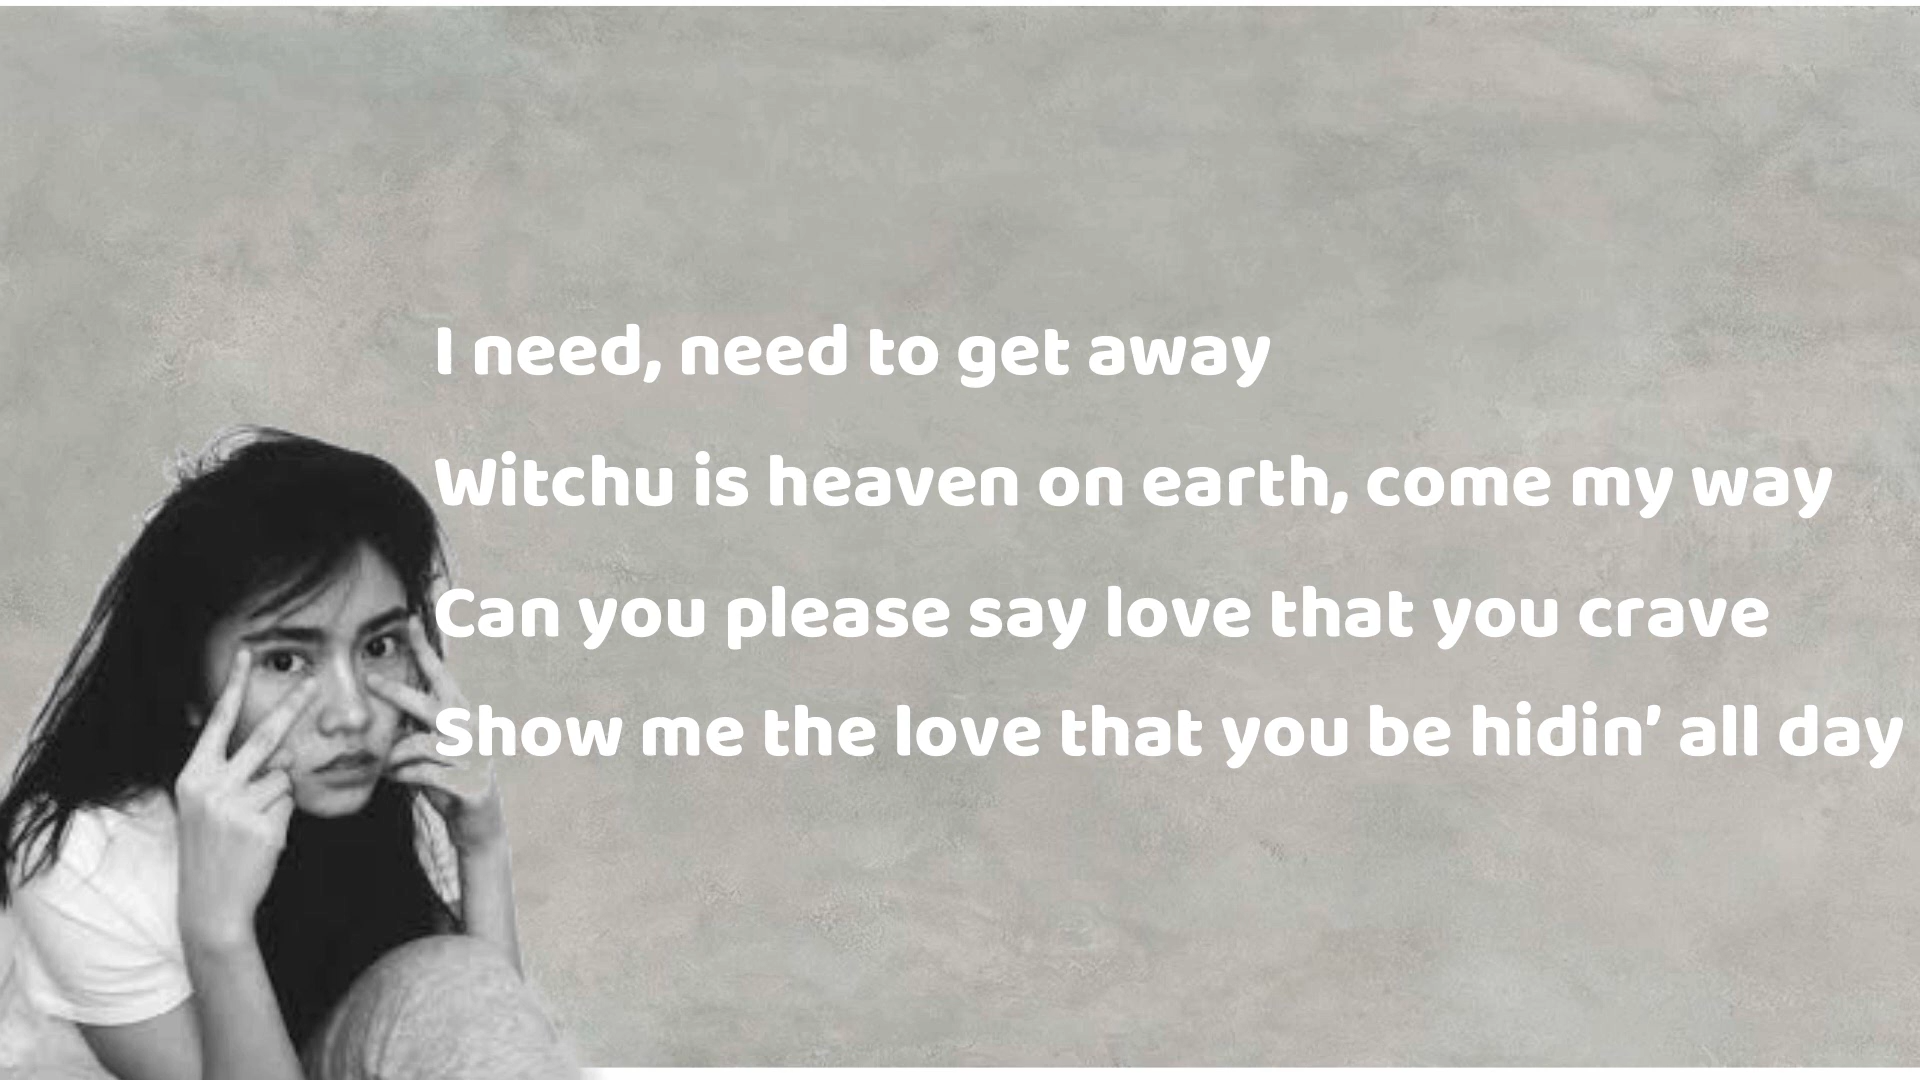 I need, need to get away
Witchu is heaven on earth, come my way
Can you please say love that you crave
Show me the love that you be hidin’ all day